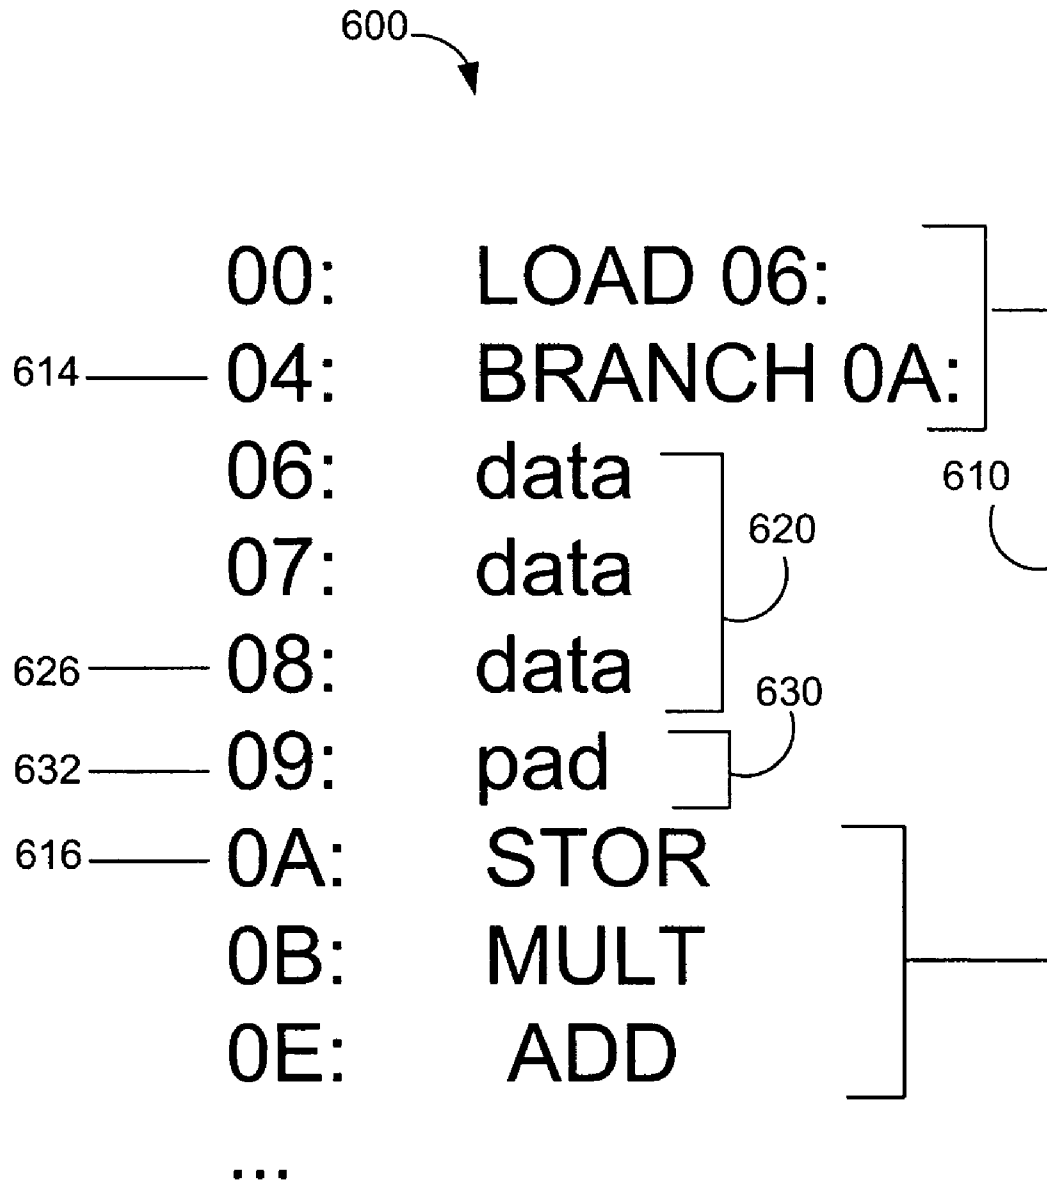 600
00: LOAD 06:
614 04: BRANCH 0A:
06: data
610
07: data
620
626 08: data
630
632 09: pad
616 0A: STOR
0B: MULT
0E: ADD
...